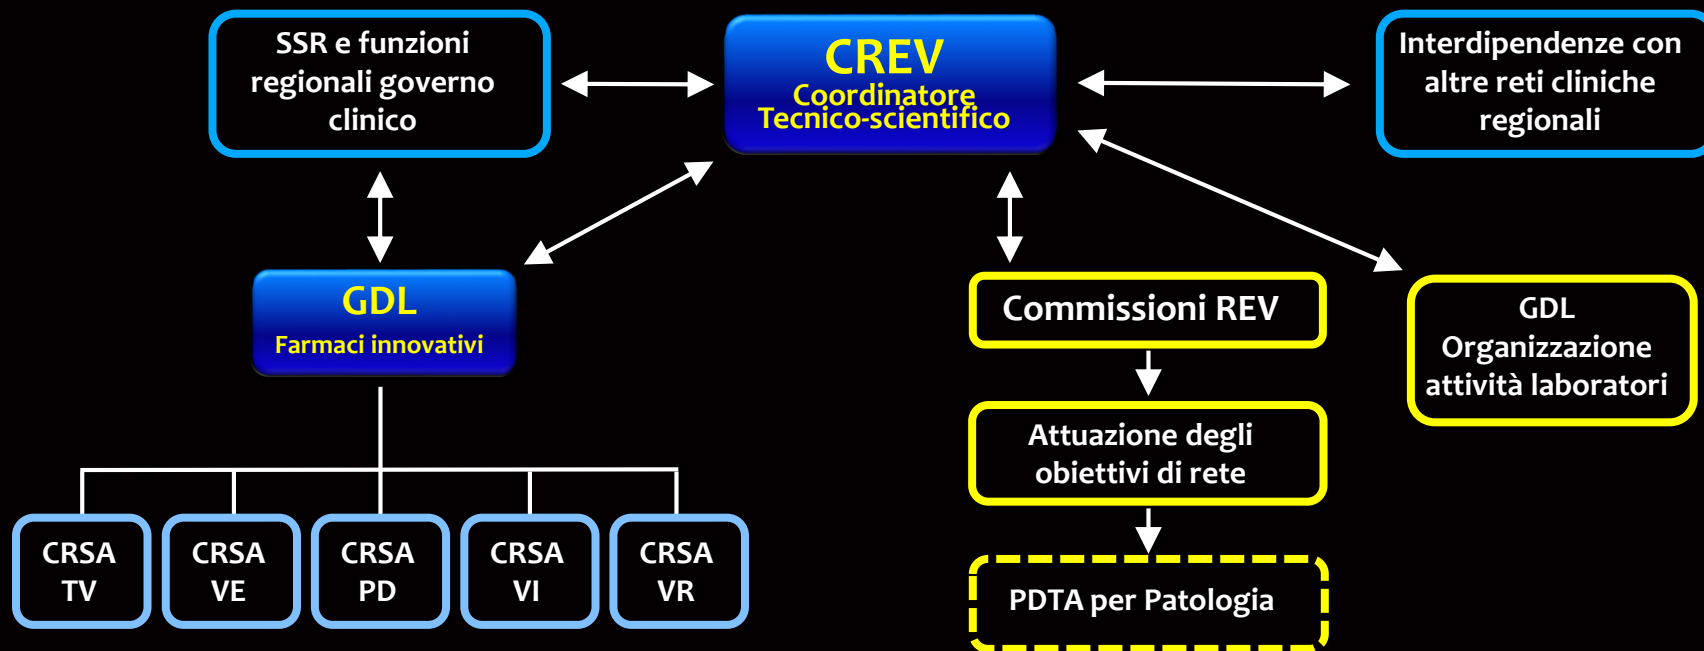 SSR e funzioni
regionali governo
clinico
CREV
Coordinatore
Tecnico-scientifico
Interdipendenze con
altre reti cliniche
regionali
GDL
Farmaci innovativi
Commissioni REV
GDL
Organizzazione
attività laboratori
Attuazione degli
obiettivi di rete
CRSA
TV
CRSA
VE
CRSA
PD
CRSA
VI
CRSA
VR
PDTA per Patologia